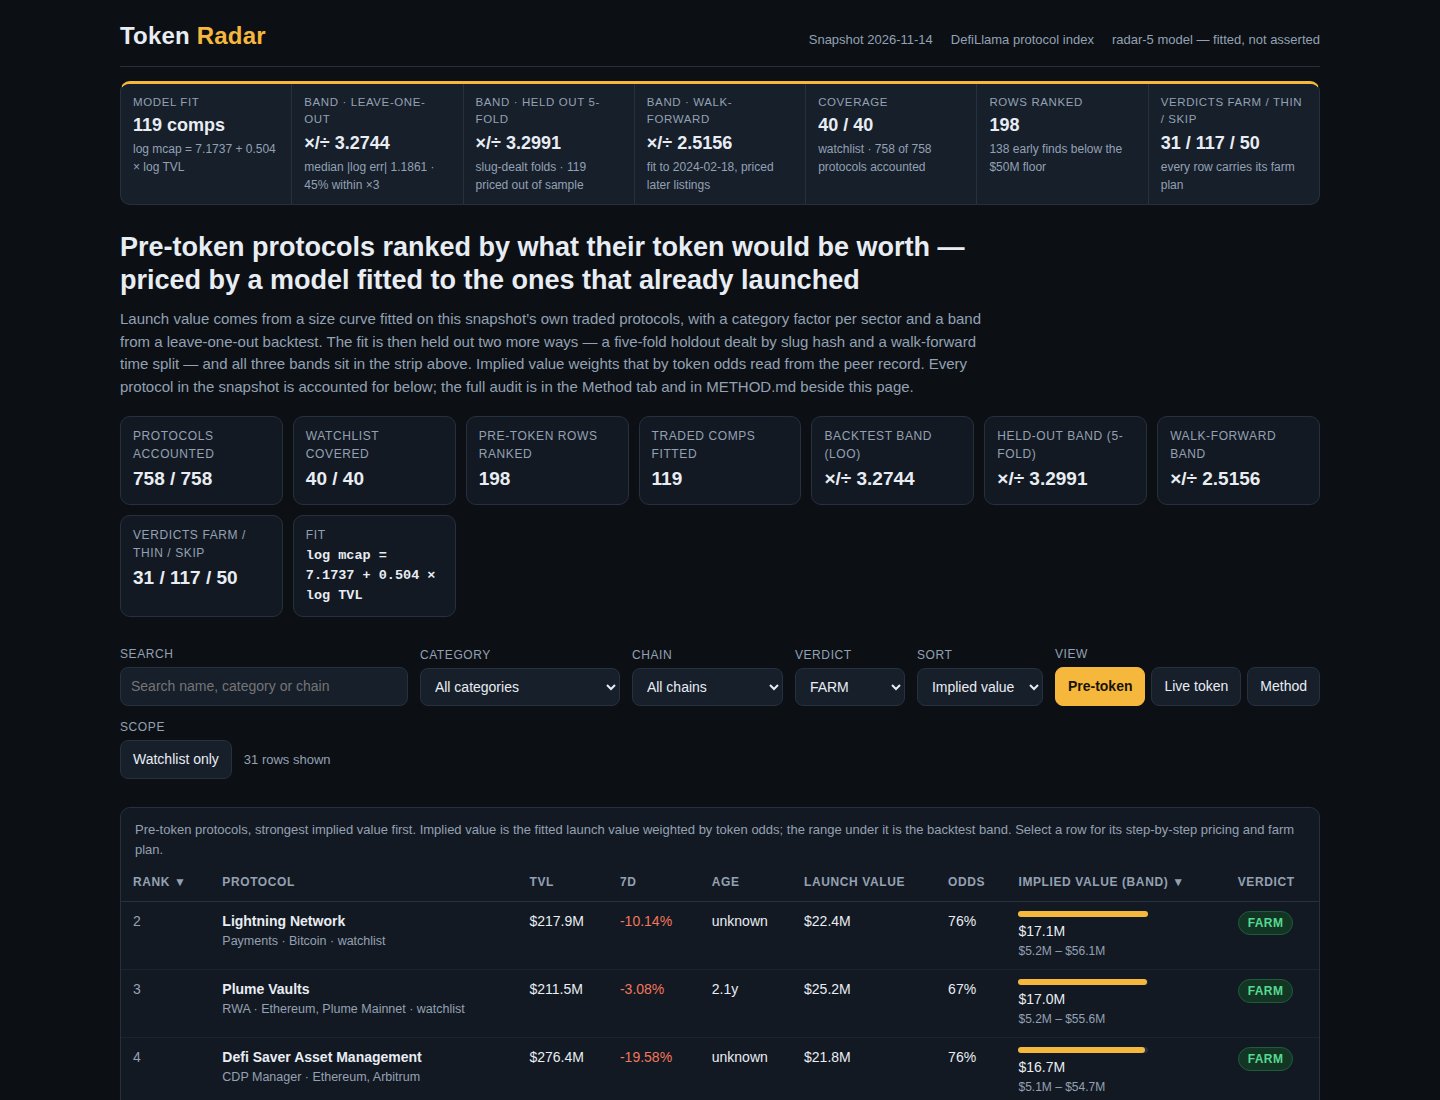 Token Radar
Snapshot 2026-11-14 DefiLlama protocol index radar-5 model — fitted, not asserted
MODEL FIT
119 comps
log mcap = 7.1737 + 0.504
× log TVL
BAND · LEAVE-ONE-
OUT
×/÷ 3.2744
median |log err| 1.1861 ·
45% within ×3
BAND · HELD OUT 5-
FOLD
×/÷ 3.2991
slug-dealt folds · 119
priced out of sample
BAND · WALK-
FORWARD
×/÷ 2.5156
fit to 2024-02-18, priced
later listings
COVERAGE
40 / 40
watchlist · 758 of 758
protocols accounted
ROWS RANKED
198
138 early finds below the
$50M floor
VERDICTS FARM / THIN
/ SKIP
31 / 117 / 50
every row carries its farm
plan
Pre-token protocols ranked by what their token would be worth —
priced by a model fitted to the ones that already launched
Launch value comes from a size curve fitted on this snapshot's own traded protocols, with a category factor per sector and a band
from a leave-one-out backtest. The fit is then held out two more ways — a five-fold holdout dealt by slug hash and a walk-forward
time split — and all three bands sit in the strip above. Implied value weights that by token odds read from the peer record. Every
protocol in the snapshot is accounted for below; the full audit is in the Method tab and in METHOD.md beside this page.
PROTOCOLS
ACCOUNTED
758 / 758
WATCHLIST
COVERED
40 / 40
PRE-TOKEN ROWS
RANKED
198
TRADED COMPS
FITTED
119
BACKTEST BAND
(LOO)
×/÷ 3.2744
HELD-OUT BAND (5-
FOLD)
×/÷ 3.2991
WALK-FORWARD
BAND
×/÷ 2.5156
VERDICTS FARM /
THIN / SKIP
31 / 117 / 50
FIT
log mcap =
7.1737 + 0.504 ×
log TVL
SEARCH CATEGORY CHAIN VERDICT SORT VIEW
Search name, category or chain All categories All chains FARM Implied value Pre-token Live token Method
SCOPE
Watchlist only 31 rows shown
Pre-token protocols, strongest implied value first. Implied value is the fitted launch value weighted by token odds; the range under it is the backtest band. Select a row for its step-by-step pricing and farm
plan.
RANK ▼ PROTOCOL TVL 7D AGE LAUNCH VALUE ODDS IMPLIED VALUE (BAND) ▼ VERDICT
2 Lightning Network $217.9M -10.14% unknown $22.4M 76% $17.1M FARM
Payments · Bitcoin · watchlist $5.2M – $56.1M
3 Plume Vaults $211.5M -3.08% 2.1y $25.2M 67% $17.0M FARM
RWA · Ethereum, Plume Mainnet · watchlist $5.2M – $55.6M
4 Defi Saver Asset Management $276.4M -19.58% unknown $21.8M 76% $16.7M FARM
CDP Manager · Ethereum, Arbitrum $5.1M – $54.7M